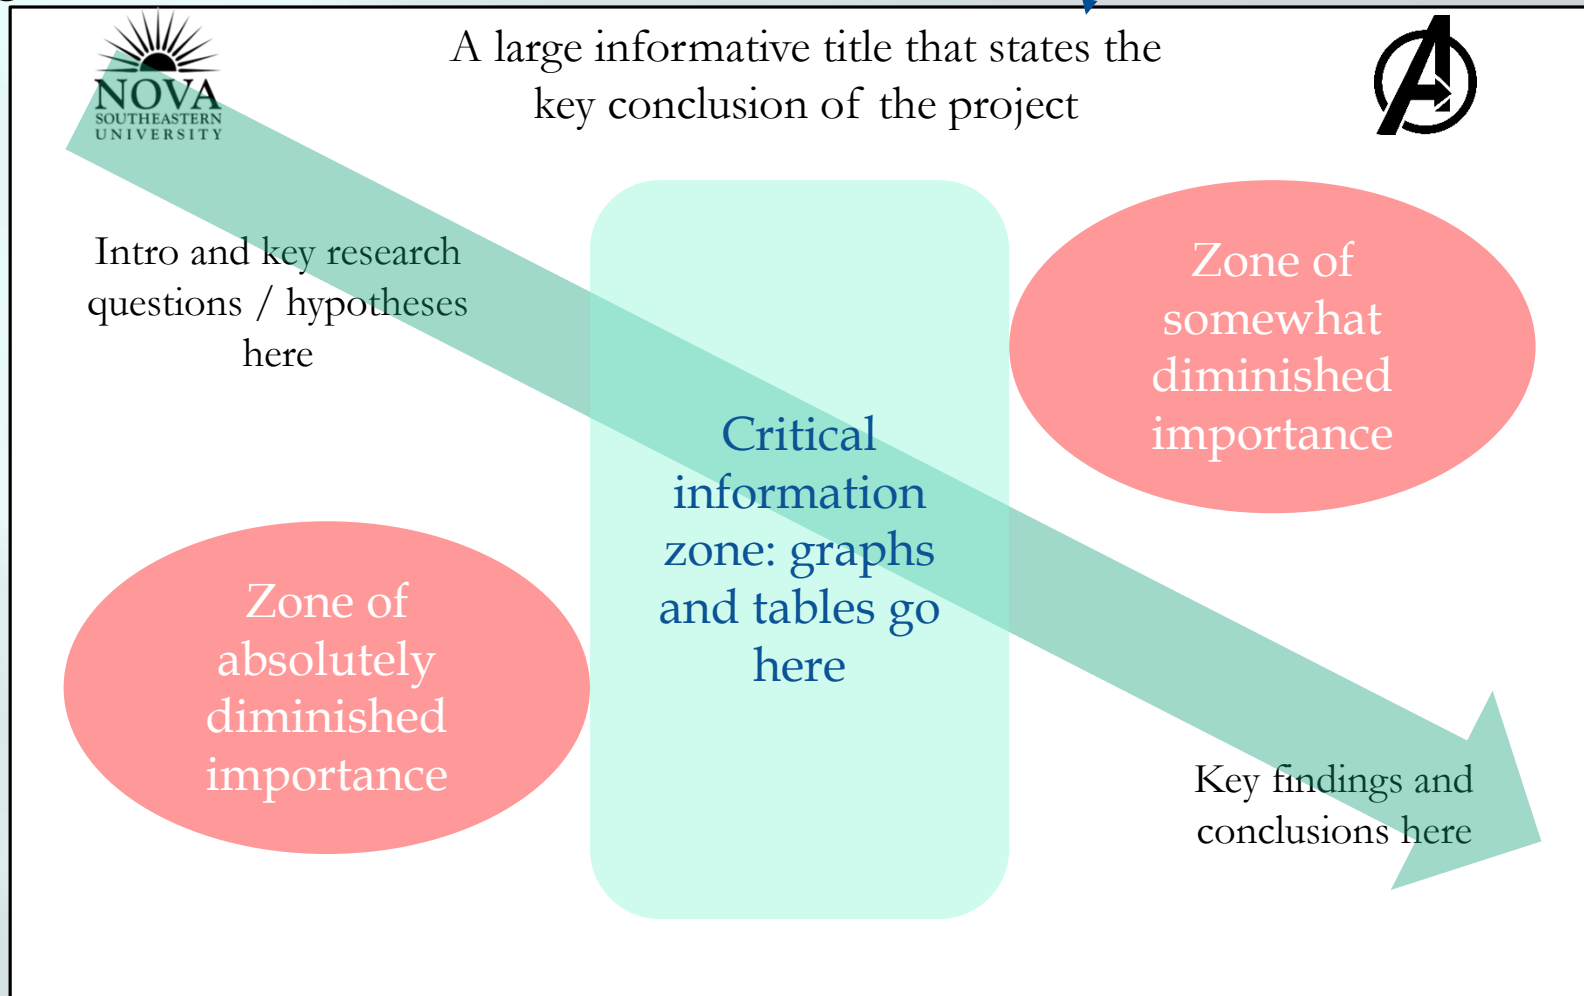 NOVA
SOUTHEASTERN
UNIVERSITY
A large informative title that states the
key conclusion of the project
Intro and key research
questions / hypotheses
here
Zone of
somewhat
diminished
importance
Critical
information
zone: graphs
and tables go
here
Zone of
absolutely
diminished
importance
Key findings and
conclusions here